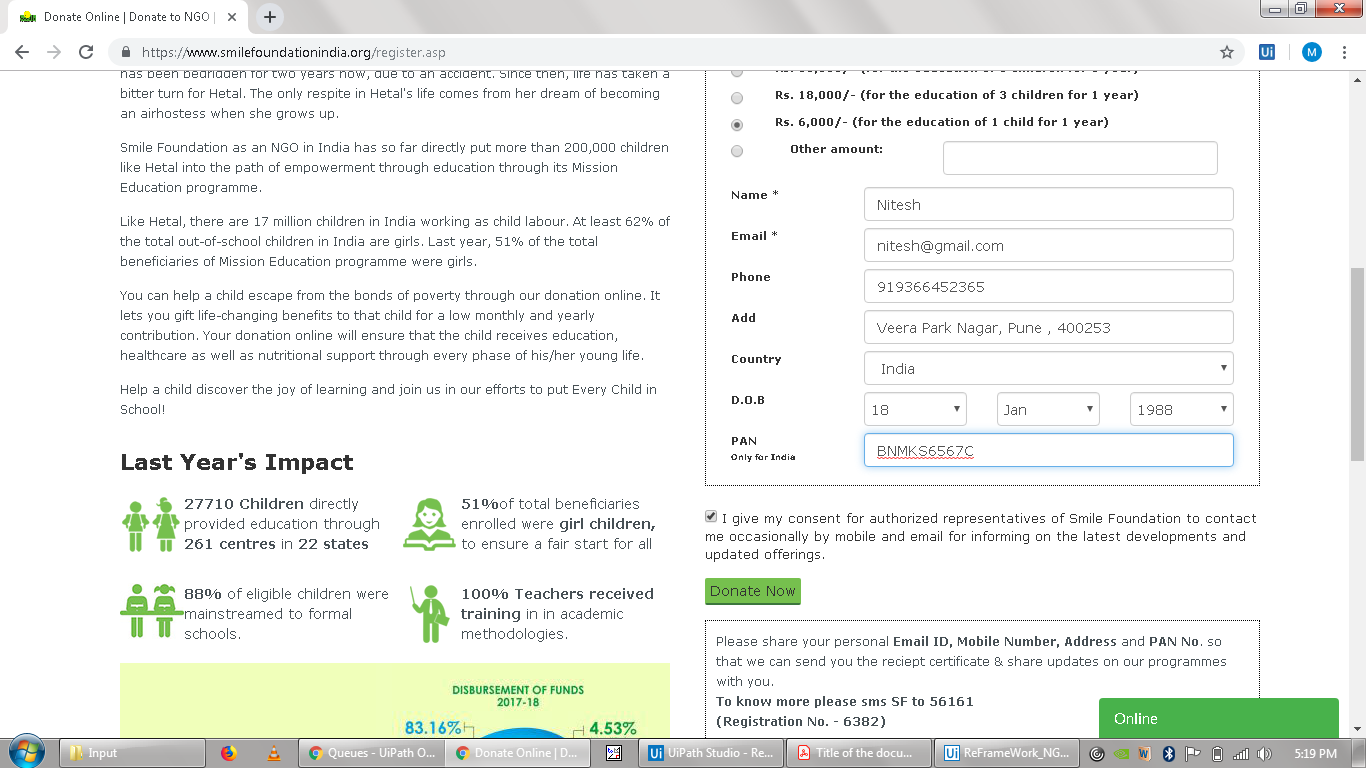 Donate Online | Donate to NGO |
https://www.smilefoundationindia.org/register.asp
Ui
M
has been bedridden for two years now, due to an accident. Since then, life has taken a
bitter turn for Hetal. The only respite in Hetal's life comes from her dream of becoming
an airhostess when she grows up.
Smile Foundation as an NGO in India has so far directly put more than 200,000 children
like Hetal into the path of empowerment through education through its Mission
Education programme.
Like Hetal, there are 17 million children in India working as child labour. At least 62% of
the total out-of-school children in India are girls. Last year, 51% of the total
beneficiaries of Mission Education programme were girls.
You can help a child escape from the bonds of poverty through our donation online. It
lets you gift life-changing benefits to that child for a low monthly and yearly
contribution. Your donation online will ensure that the child receives education,
healthcare as well as nutritional support through every phase of his/her young life.
Help a child discover the joy of learning and join us in our efforts to put Every Child in
School!
Last Year's Impact
27710 Children directly
provided education through
261 centres in 22 states
51%of total beneficiaries
enrolled were girl children,
to ensure a fair start for all
88% of eligible children were
mainstreamed to formal
schools.
100% Teachers received
training in in academic
methodologies.
DISBURSEMENT OF FUNDS
2017-18
83.16%
4.53%
Rs. 18,000/- (for the education of 3 children for 1 year)
Rs. 6,000/- (for the education of 1 child for 1 year)
Other amount:
Name *
Nitesh
Email *
nitesh@gmail.com
Phone
919366452365
Add
Veera Park Nagar, Pune , 400253
Country
India
D.O.B
18
Jan
1988
PAN
Only for India
BNMKS6567C
I give my consent for authorized representatives of Smile Foundation to contact
me occasionally by mobile and email for informing on the latest developments and
updated offerings.
Donate Now
Please share your personal Email ID, Mobile Number, Address and PAN No. so
that we can send you the reciept certificate & share updates on our programmes
with you.
To know more please sms SF to 56161
(Registration No. - 6382)
Online
Input
Queues - UiPath O...
Donate Online | D...
Ui
UiPath Studio - Re...
Title of the docu...
Ui
ReFrameWork_NG...
5:19 PM